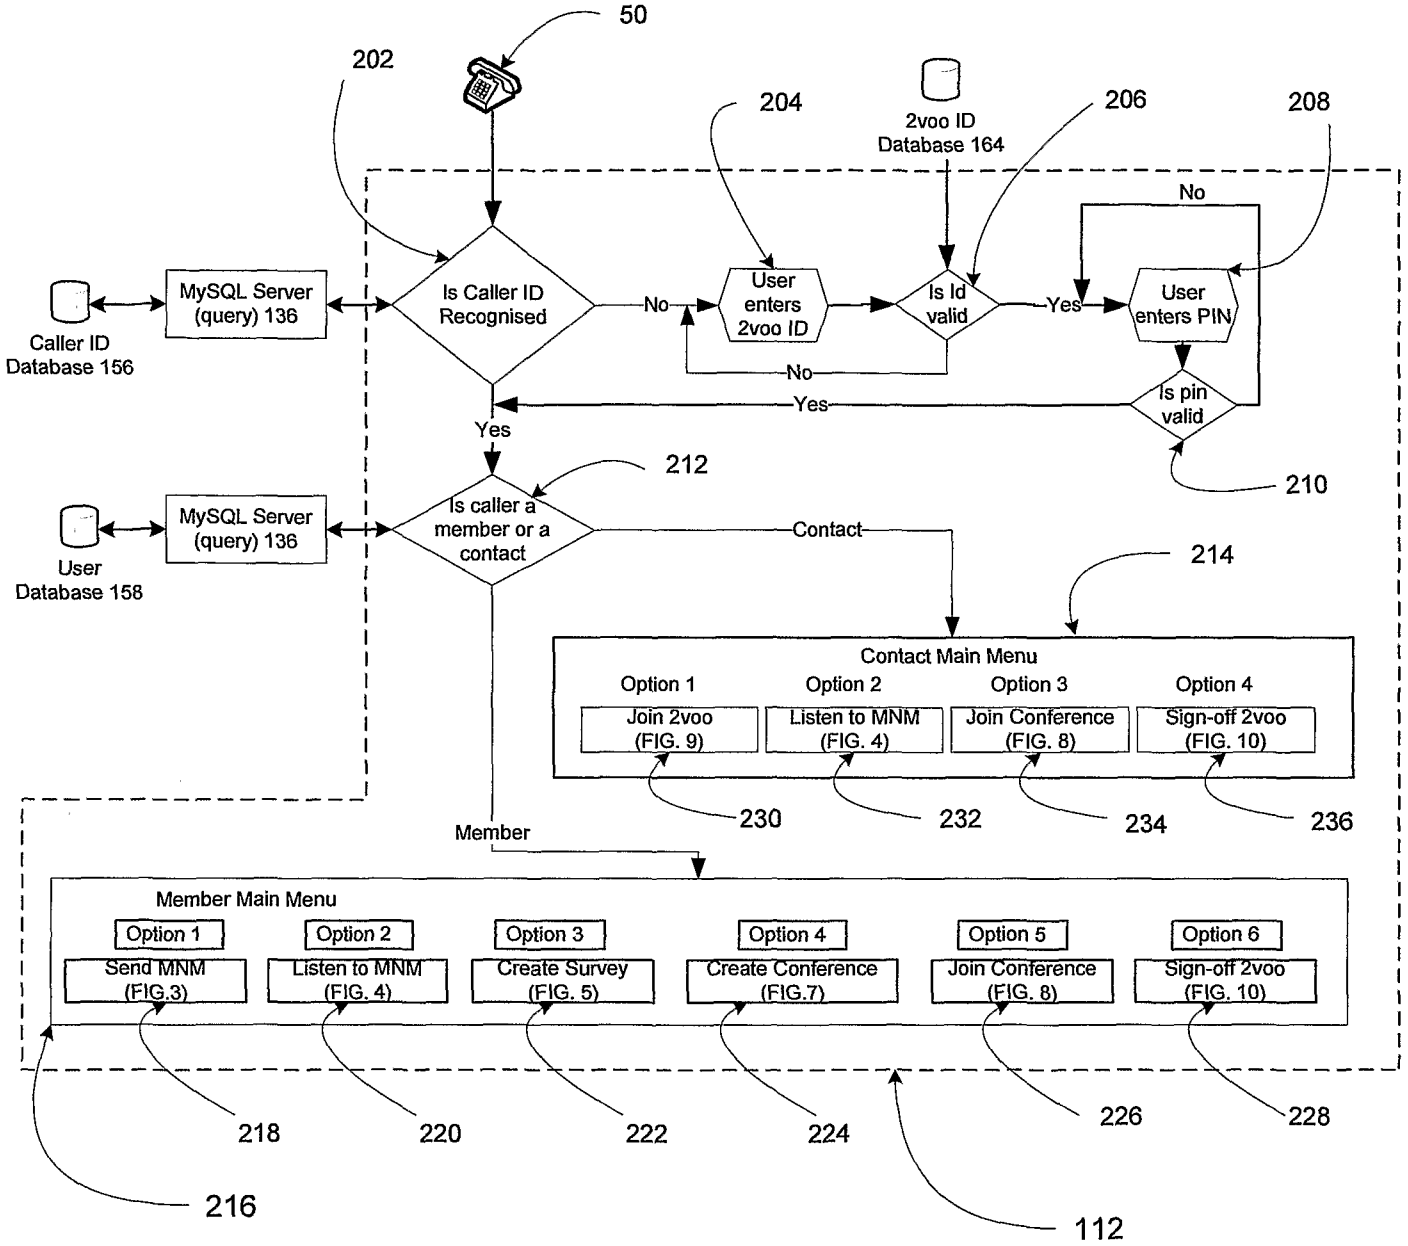 50
202
204
2voo ID
Database 164
206
208
No
Is Caller ID
Recognised
MySQL Server
(query) 136
Caller ID
Database 156
No
User
enters
2voo ID
Is Id
valid
Yes
User
enters PIN
No
Yes
Is pin
valid
Yes
210
212
Is caller a
member or a
contact
MySQL Server
(query) 136
User
Database 158
Contact
214
Contact Main Menu
Option 1
Option 2
Option 3
Option 4
Join 2voo
(FIG. 9)
Listen to MNM
(FIG. 4)
Join Conference
(FIG. 8)
Sign-off 2voo
(FIG. 10)
230
232
234
236
Member
Member Main Menu
Option 1
Option 2
Option 3
Option 4
Option 5
Option 6
Send MNM
(FIG.3)
Listen to MNM
(FIG. 4)
Create Survey
(FIG. 5)
Create Conference
(FIG.7)
Join Conference
(FIG. 8)
Sign-off 2voo
(FIG. 10)
218
220
222
224
226
228
216
112